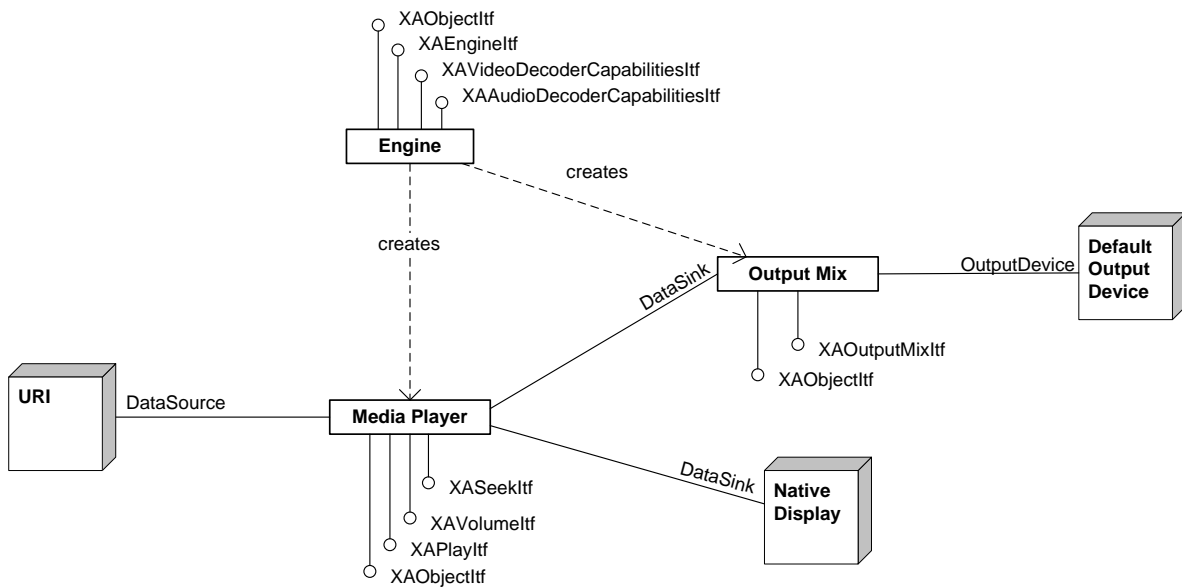 XAObjectItf
XAEngineItf
XAVideoDecoderCapabilitiesItf
XAAudioDecoderCapabilitiesItf
Engine
creates
creates
Default
Output
Device
OutputDevice
Output Mix
DataSink
XAOutputMixItf
XAObjectItf
URI
DataSource
Media Player
DataSink
Native
Display
XASeekItf
XAVolumeItf
XAPlayItf
XAObjectItf